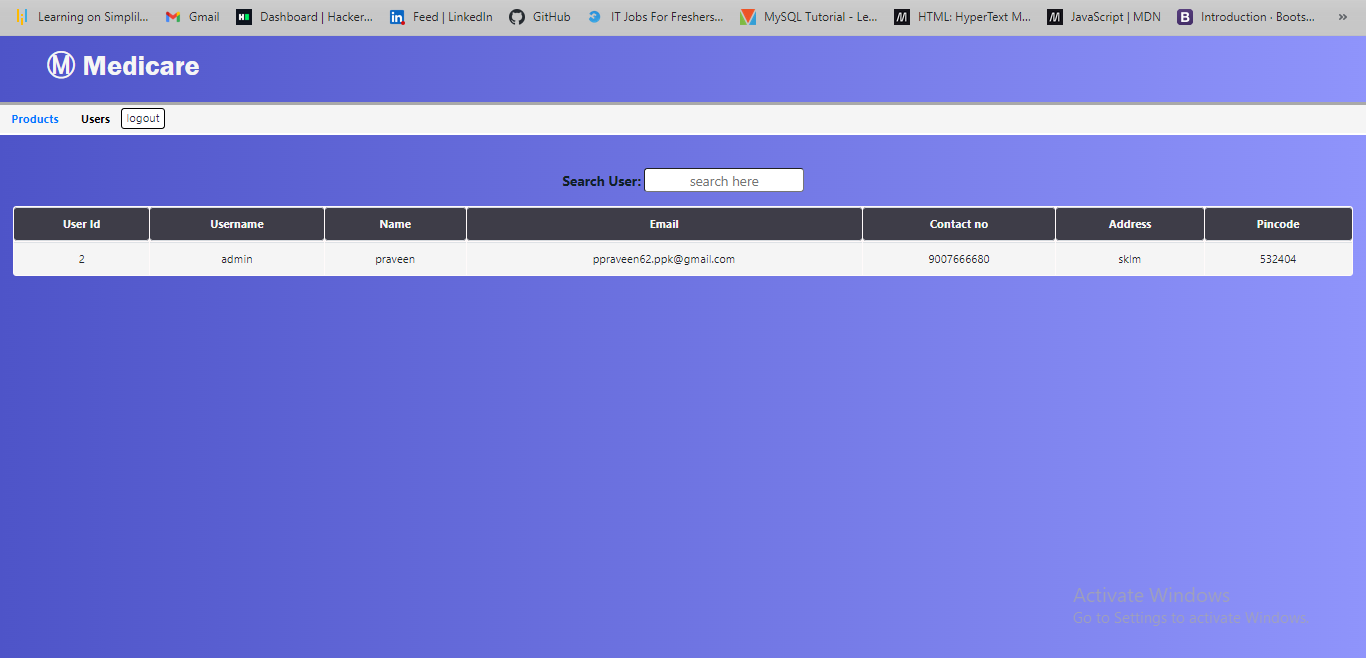 Learning on Simplil... Gmail Dashboard | Hacker... Feed | LinkedIn GitHub IT Jobs For Freshers... MySQL Tutorial - Le... HTML: HyperText M... JavaScript | MDN Introduction · Boots... »
Ⓜ Medicare
Products Users logout
Search User: search here
User Id Username Name Email Contact no Address Pincode
2 admin praveen ppraveen62.ppk@gmail.com 9007666680 sklm 532404
Activate Windows
Go to Settings to activate Windows.